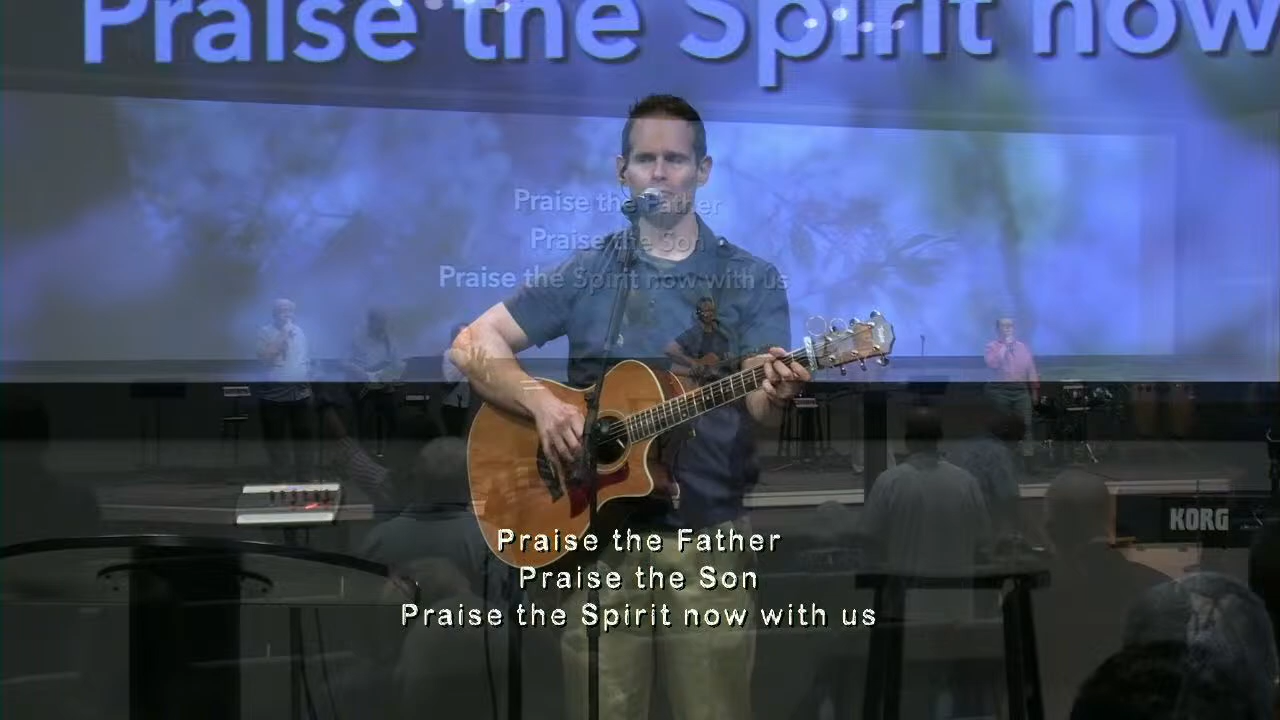 Praise the Spirit now
Praise the Father
Praise the Son
Praise the Spirit now with us
KORG
Praise the Father
Praise the Son
Praise the Spirit now with us